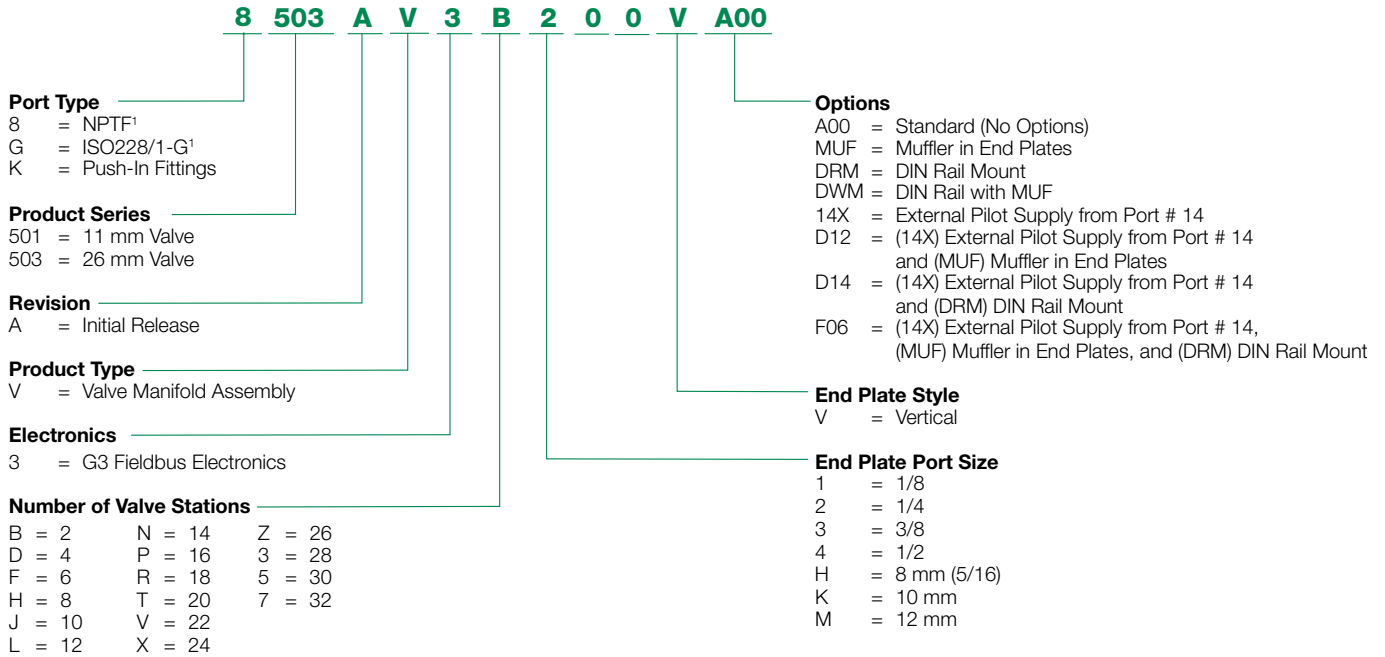 8 503 A V 3 B 2 0 0 V A00
Port Type
8 = NPTF¹
G = ISO228/1-G¹
K = Push-In Fittings
Product Series
501 = 11 mm Valve
503 = 26 mm Valve
Revision
A = Initial Release
Product Type
V = Valve Manifold Assembly
Electronics
3 = G3 Fieldbus Electronics
Number of Valve Stations
B = 2 N = 14 Z = 26
D = 4 P = 16 3 = 28
F = 6 R = 18 5 = 30
H = 8 T = 20 7 = 32
J = 10 V = 22
L = 12 X = 24
Options
A00 = Standard (No Options)
MUF = Muffler in End Plates
DRM = DIN Rail Mount
DWM = DIN Rail with MUF
14X = External Pilot Supply from Port # 14
D12 = (14X) External Pilot Supply from Port # 14
and (MUF) Muffler in End Plates
D14 = (14X) External Pilot Supply from Port # 14
and (DRM) DIN Rail Mount
F06 = (14X) External Pilot Supply from Port # 14,
(MUF) Muffler in End Plates, and (DRM) DIN Rail Mount
End Plate Style
V = Vertical
End Plate Port Size
1 = 1/8
2 = 1/4
3 = 3/8
4 = 1/2
H = 8 mm (5/16)
K = 10 mm
M = 12 mm